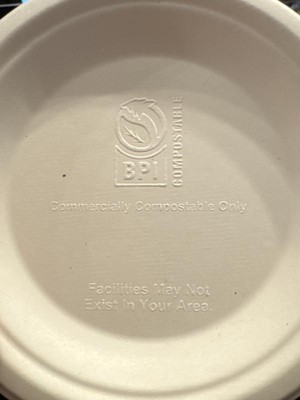 BPI
COMPOSTABLE
Commercially Compostable Only
Facilities May Not
Exist In Your Area.